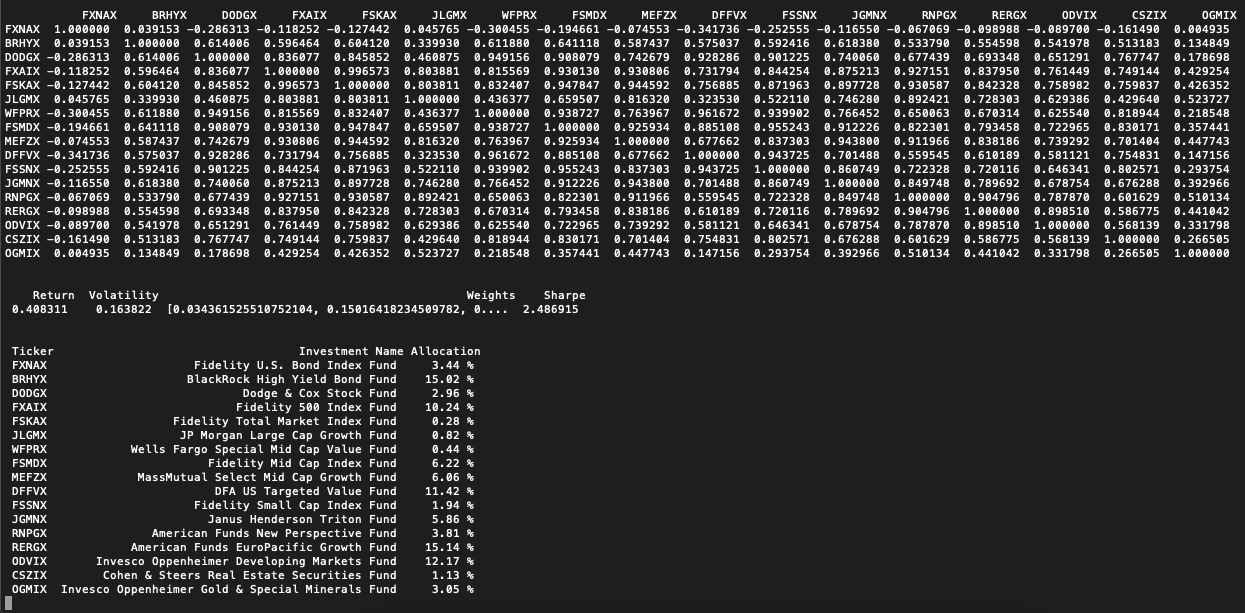 FXNAX BRHYX DODGX FXAIX FSKAX JLGMX WFPRX FSMDX MEFZX DFFVX FSSNX JGMNX RNPGX RERGX ODVIX CSZIX OGMIX
FXNAX 1.000000 0.039153 -0.286313 -0.118252 -0.127442 0.045765 -0.300455 -0.194661 -0.074553 -0.341736 -0.252555 -0.116550 -0.067069 -0.098988 -0.089700 -0.161490 0.004935
BRHYX 0.039153 1.000000 0.614006 0.596464 0.604120 0.339930 0.611880 0.641118 0.587437 0.575037 0.592416 0.618380 0.533790 0.554598 0.541978 0.513183 0.134849
DODGX -0.286313 0.614006 1.000000 0.836077 0.845852 0.460875 0.949156 0.908079 0.742679 0.928286 0.901225 0.740060 0.677439 0.693348 0.651291 0.767747 0.178698
FXAIX -0.118252 0.596464 0.836077 1.000000 0.996573 0.803881 0.815569 0.930130 0.930806 0.731794 0.844254 0.875213 0.927151 0.837950 0.761449 0.749144 0.429254
FSKAX -0.127442 0.604120 0.845852 0.996573 1.000000 0.803811 0.832407 0.947847 0.944592 0.756885 0.871963 0.897728 0.930587 0.842328 0.758982 0.759837 0.426352
JLGMX 0.045765 0.339930 0.460875 0.803881 0.803811 1.000000 0.436377 0.659507 0.816320 0.323530 0.522110 0.746280 0.892421 0.728303 0.629386 0.429640 0.523727
WFPRX -0.300455 0.611880 0.949156 0.815569 0.832407 0.436377 1.000000 0.938727 0.763967 0.961672 0.939902 0.766452 0.650063 0.670314 0.625540 0.818944 0.218548
FSMDX -0.194661 0.641118 0.908079 0.930130 0.947847 0.659507 0.938727 1.000000 0.925934 0.885108 0.955243 0.912226 0.822301 0.793458 0.722965 0.830171 0.357441
MEFZX -0.074553 0.587437 0.742679 0.930806 0.944592 0.816320 0.763967 0.925934 1.000000 0.677662 0.837303 0.943800 0.911966 0.838186 0.739292 0.701404 0.447743
DFFVX -0.341736 0.575037 0.928286 0.731794 0.756885 0.323530 0.961672 0.885108 0.677662 1.000000 0.943725 0.701488 0.559545 0.610189 0.581121 0.754831 0.147156
FSSNX -0.252555 0.592416 0.901225 0.844254 0.871963 0.522110 0.939902 0.955243 0.837303 0.943725 1.000000 0.860749 0.722328 0.720116 0.646341 0.802571 0.293754
JGMNX -0.116550 0.618380 0.740060 0.875213 0.897728 0.746280 0.766452 0.912226 0.943800 0.701488 0.860749 1.000000 0.849748 0.789692 0.678754 0.676288 0.392966
RNPGX -0.067069 0.533790 0.677439 0.927151 0.930587 0.892421 0.650063 0.822301 0.911966 0.559545 0.722328 0.849748 1.000000 0.904796 0.787870 0.601629 0.510134
RERGX -0.098988 0.554598 0.693348 0.837950 0.842328 0.728303 0.670314 0.793458 0.838186 0.610189 0.720116 0.789692 0.904796 1.000000 0.898510 0.586775 0.441042
ODVIX -0.089700 0.541978 0.651291 0.761449 0.758982 0.629386 0.625540 0.722965 0.739292 0.581121 0.646341 0.678754 0.787870 0.898510 1.000000 0.568139 0.331798
CSZIX -0.161490 0.513183 0.767747 0.749144 0.759837 0.429640 0.818944 0.830171 0.701404 0.754831 0.802571 0.676288 0.601629 0.586775 0.568139 1.000000 0.266505
OGMIX 0.004935 0.134849 0.178698 0.429254 0.426352 0.523727 0.218548 0.357441 0.447743 0.147156 0.293754 0.392966 0.510134 0.441042 0.331798 0.266505 1.000000
Return Volatility Weights Sharpe
0.408311 0.163822 [0.034361525510752104, 0.15016418234509782, 0.... 2.486915
Ticker Investment Name Allocation
FXNAX Fidelity U.S. Bond Index Fund 3.44 %
BRHYX BlackRock High Yield Bond Fund 15.02 %
DODGX Dodge & Cox Stock Fund 2.96 %
FXAIX Fidelity 500 Index Fund 10.24 %
FSKAX Fidelity Total Market Index Fund 0.28 %
JLGMX JP Morgan Large Cap Growth Fund 0.82 %
WFPRX Wells Fargo Special Mid Cap Value Fund 0.44 %
FSMDX Fidelity Mid Cap Index Fund 6.22 %
MEFZX MassMutual Select Mid Cap Growth Fund 6.06 %
DFFVX DFA US Targeted Value Fund 11.42 %
FSSNX Fidelity Small Cap Index Fund 1.94 %
JGMNX Janus Henderson Triton Fund 5.86 %
RNPGX American Funds New Perspective Fund 3.81 %
RERGX American Funds EuroPacific Growth Fund 15.14 %
ODVIX Invesco Oppenheimer Developing Markets Fund 12.17 %
CSZIX Cohen & Steers Real Estate Securities Fund 1.13 %
OGMIX Invesco Oppenheimer Gold & Special Minerals Fund 3.05 %